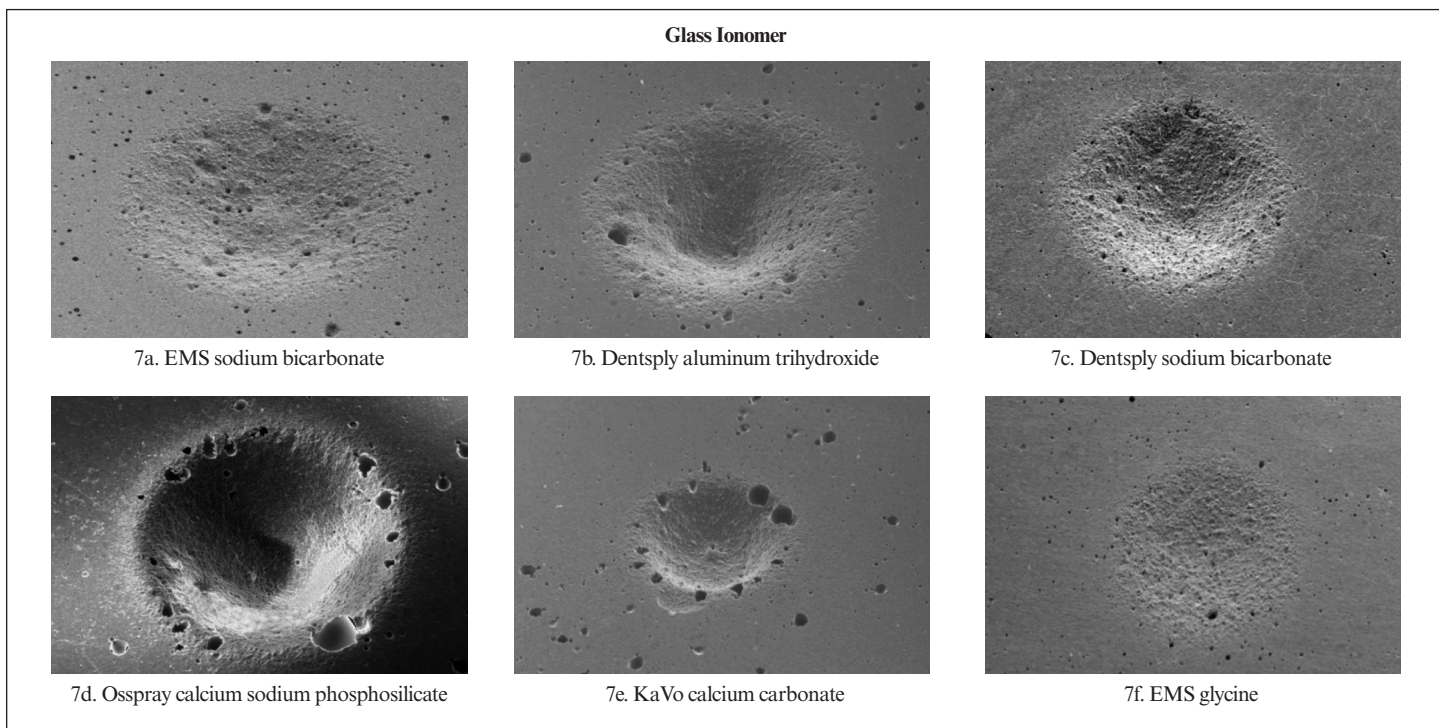 Glass Ionomer
7a. EMS sodium bicarbonate
7b. Dentsply aluminum trihydroxide
7c. Dentsply sodium bicarbonate
7d. Osspray calcium sodium phosphosilicate
7e. KaVo calcium carbonate
7f. EMS glycine